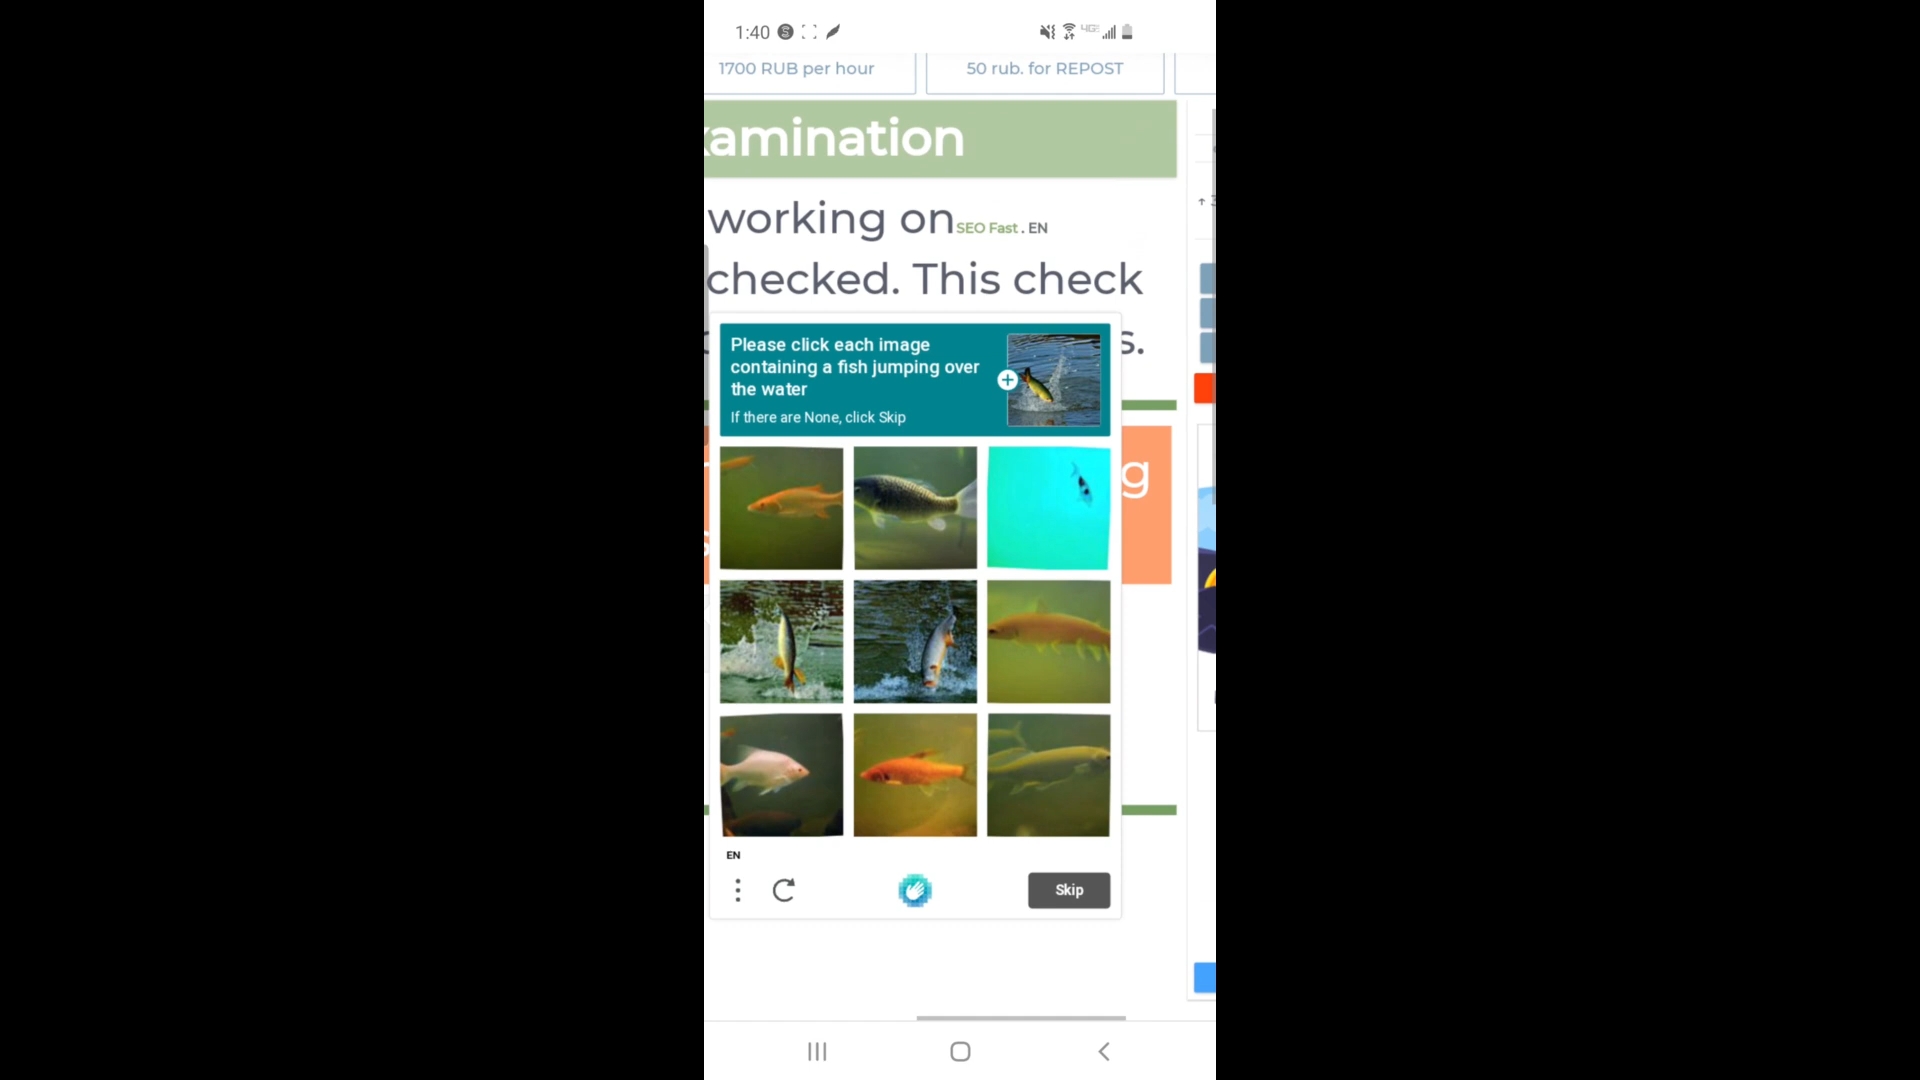 1:40
1700 RUB per hour
50 rub. for REPOST
xamination
working on SEO Fast . EN
checked. This check
s.
Please click each image
containing a fish jumping over
the water
If there are None, click Skip
g
EN
Skip